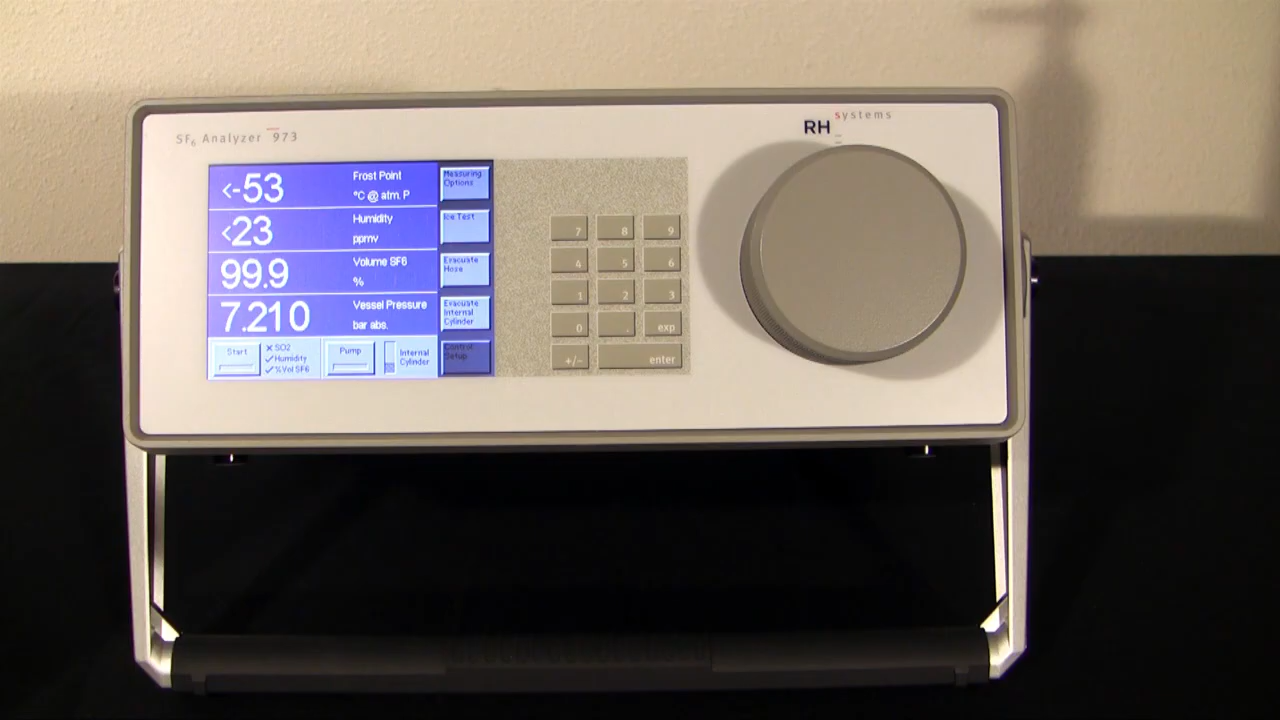 SF6 Analyzer 973
RH systems
<-53 Frost Point
°C @ atm. P
<23 Humidity
ppmv
99.9 Volume SF6
%
7.210 Vessel Pressure
bar abs.
Start
× SO2
✓Humidity
✓%Vol SF6
Pump
Internal
Cylinder
Measuring
Options
Ice Test
Evacuate
Hose
Evacuate
Internal
Cylinder
Control
Setup
7 8 9
4 5 6
1 2 3
0 . exp
+/− enter